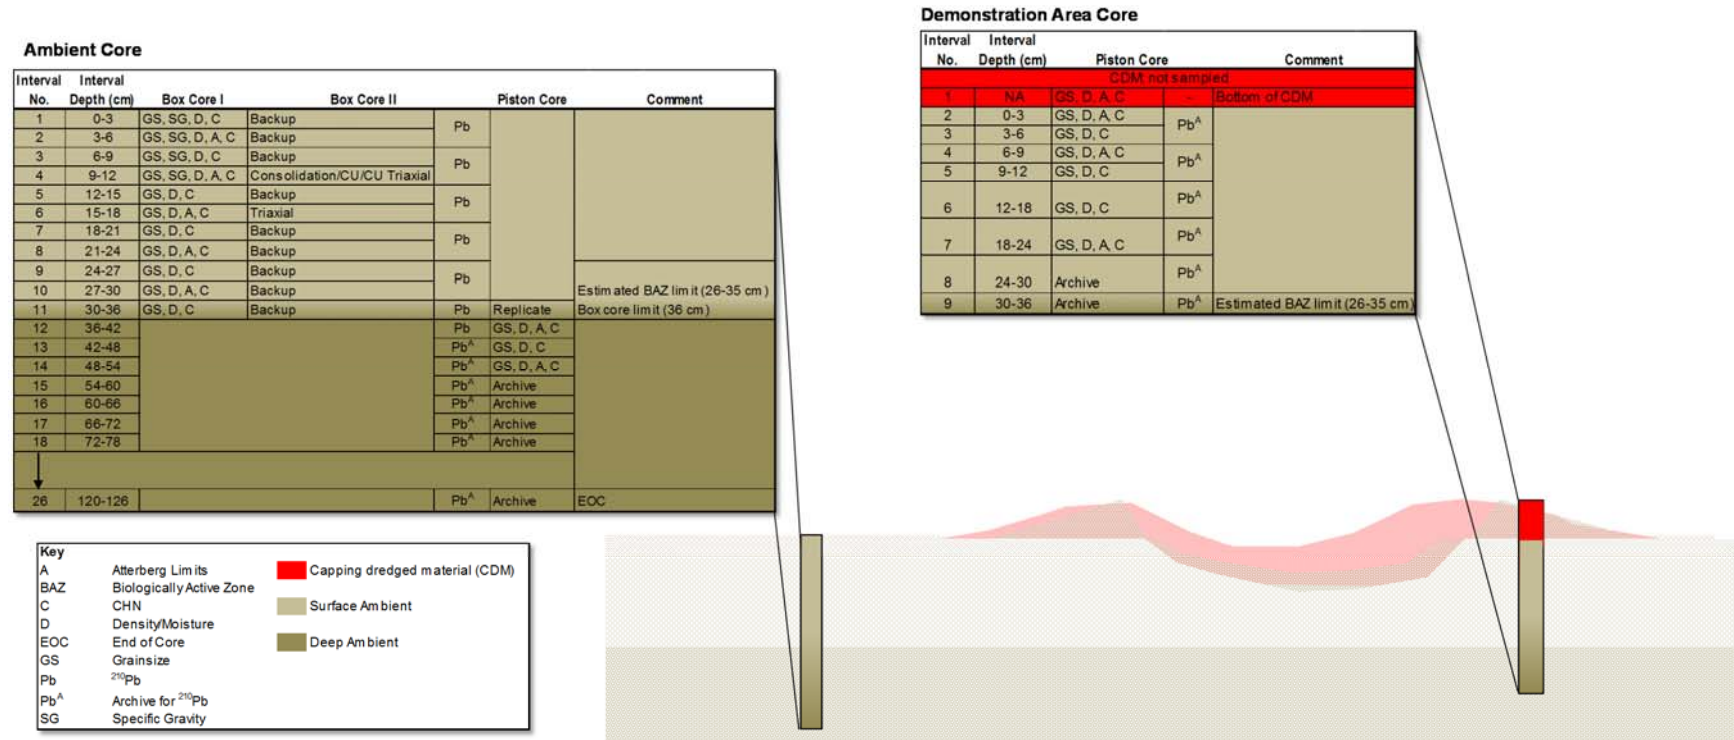 Ambient Core
Interval Interval
No. Depth (cm) Box Core I Box Core II Piston Core Comment
1 0-3 GS, SG, D, C Backup Pb
2 3-6 GS, SG, D, A, C Backup
3 6-9 GS, SG, D, C Backup Pb
4 9-12 GS, SG, D, A, C Consolidation/CU/CU Triaxial
5 12-15 GS, D, C Backup Pb
6 15-18 GS, D, A, C Triaxial
7 18-21 GS, D, C Backup Pb
8 21-24 GS, D, A, C Backup
9 24-27 GS, D, C Backup Pb
10 27-30 GS, D, A, C Backup Estimated BAZ limit (26-35 cm)
11 30-36 GS, D, C Backup Pb Replicate Box core limit (36 cm)
12 36-42 Pb GS, D, A, C
13 42-48 Pb^A GS, D, C
14 48-54 Pb^A GS, D, A, C
15 54-60 Pb^A Archive
16 60-66 Pb^A Archive
17 66-72 Pb^A Archive
18 72-78 Pb^A Archive
26 120-126 Pb^A Archive EOC
Demonstration Area Core
Interval Interval
No. Depth (cm) Piston Core Comment
CDM not sampled
1 NA GS, D, A, C – Bottom of CDM
2 0-3 GS, D, A, C Pb^A
3 3-6 GS, D, C
4 6-9 GS, D, A, C Pb^A
5 9-12 GS, D, C
6 12-18 GS, D, C Pb^A
7 18-24 GS, D, A, C Pb^A
8 24-30 Archive Pb^A
9 30-36 Archive Pb^A Estimated BAZ limit (26-35 cm)
Key
A Atterberg Limits
BAZ Biologically Active Zone
C CHN
D Density/Moisture
EOC End of Core
GS Grainsize
Pb ²¹⁰Pb
Pb^A Archive for ²¹⁰Pb
SG Specific Gravity
Capping dredged material (CDM)
Surface Ambient
Deep Ambient